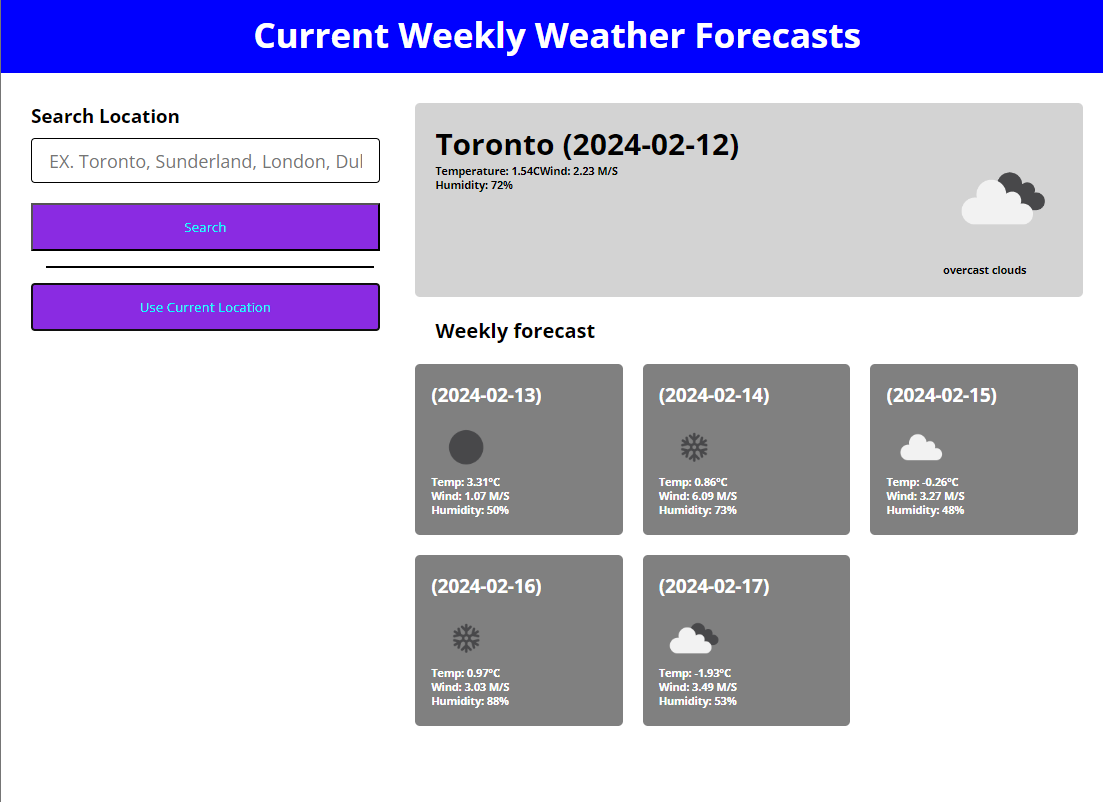 Current Weekly Weather Forecasts
Search Location
EX. Toronto, Sunderland, London, Dul
Search
Use Current Location
Toronto (2024-02-12)
Temperature: 1.54CWind: 2.23 M/S
Humidity: 72%
overcast clouds
Weekly forecast
(2024-02-13)
Temp: 3.31°C
Wind: 1.07 M/S
Humidity: 50%
(2024-02-14)
Temp: 0.86°C
Wind: 6.09 M/S
Humidity: 73%
(2024-02-15)
Temp: -0.26°C
Wind: 3.27 M/S
Humidity: 48%
(2024-02-16)
Temp: 0.97°C
Wind: 3.03 M/S
Humidity: 88%
(2024-02-17)
Temp: -1.93°C
Wind: 3.49 M/S
Humidity: 53%